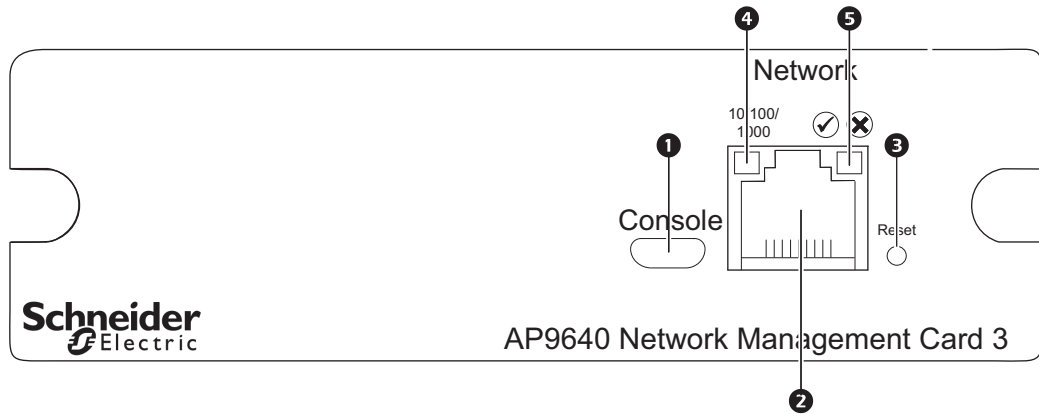 4 5
Network
10/100/
1000
1 3
Console
Reset
Schneider
Electric
AP9640 Network Management Card 3
2